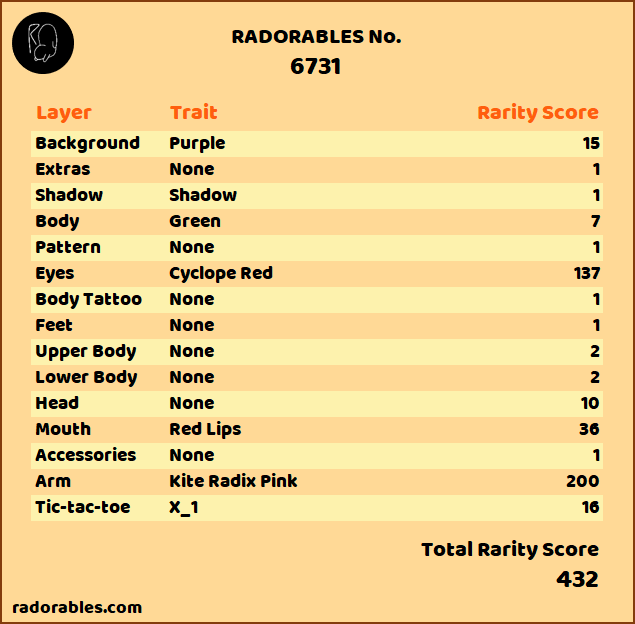 RADORABLES No.
6731
Layer Trait Rarity Score
Background Purple 15
Extras None 1
Shadow Shadow 1
Body Green 7
Pattern None 1
Eyes Cyclope Red 137
Body Tattoo None 1
Feet None 1
Upper Body None 2
Lower Body None 2
Head None 10
Mouth Red Lips 36
Accessories None 1
Arm Kite Radix Pink 200
Tic-tac-toe X_1 16
Total Rarity Score
432
radorables.com